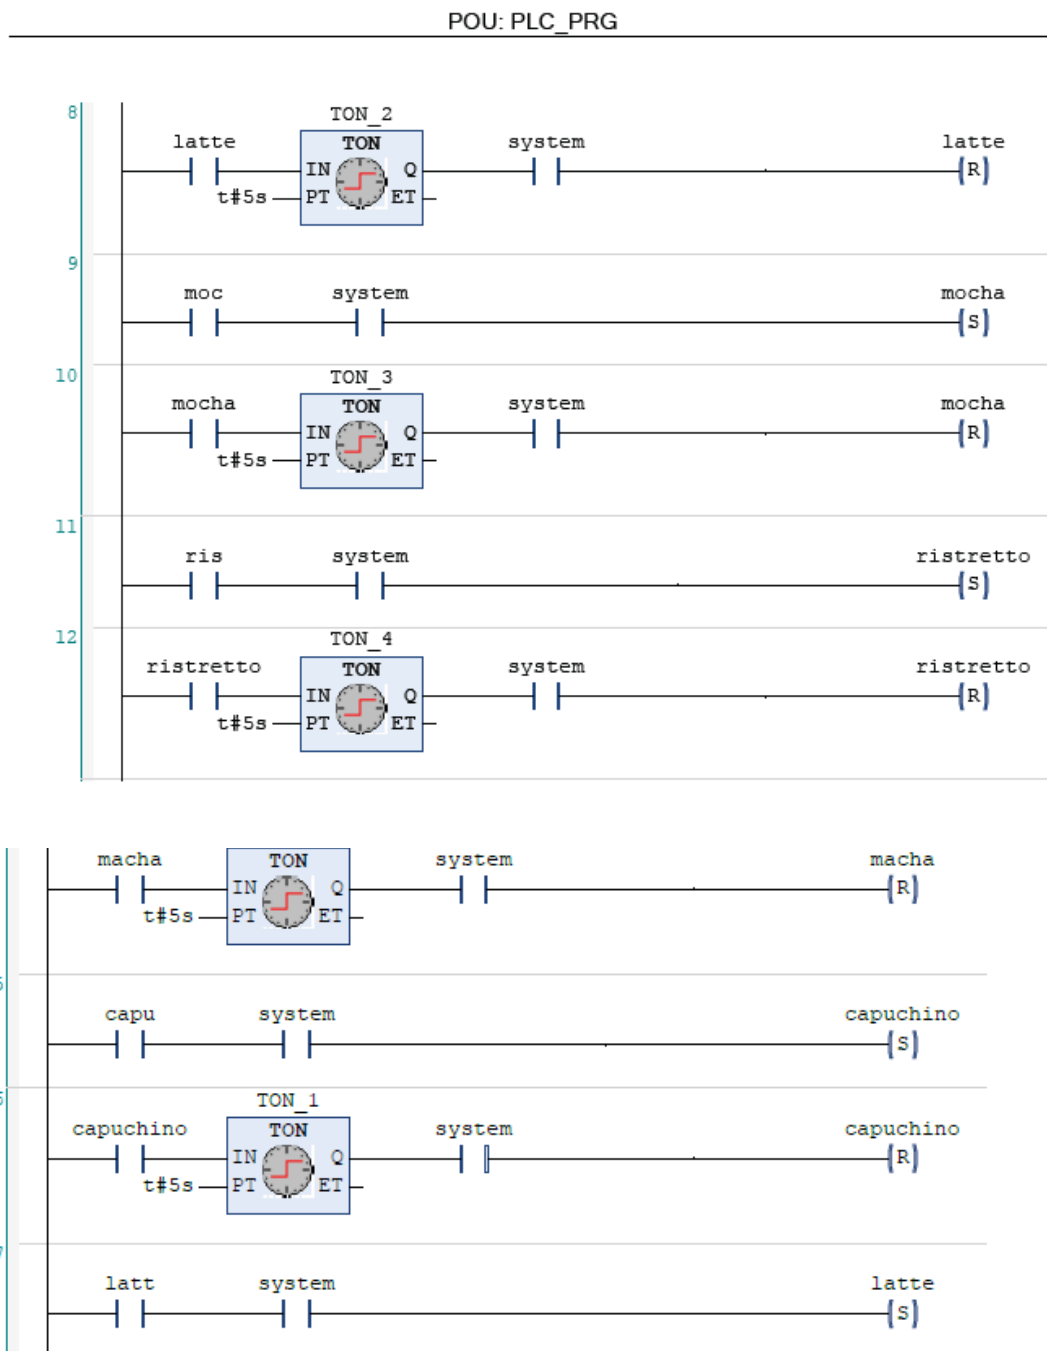 POU: PLC_PRG
8
TON_2
latte TON system latte
IN Q R
t#5s PT ET
9
moc system mocha
S
10
TON_3
mocha TON system mocha
IN Q R
t#5s PT ET
11
ris system ristretto
S
12
TON_4
ristretto TON system ristretto
IN Q R
t#5s PT ET
macha TON system macha
IN Q R
t#5s PT ET
capu system capuchino
S
TON_1
capuchino TON system capuchino
IN Q R
t#5s PT ET
latt system latte
S